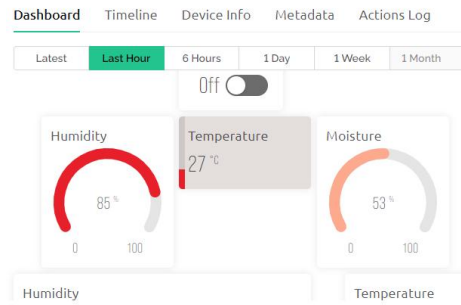 Dashboard Timeline Device Info Metadata Actions Log
Latest Last Hour 6 Hours 1 Day 1 Week 1 Month
Off
Humidity Temperature Moisture
27 °C
85 % 53 %
0 100 0 100
Humidity Temperature